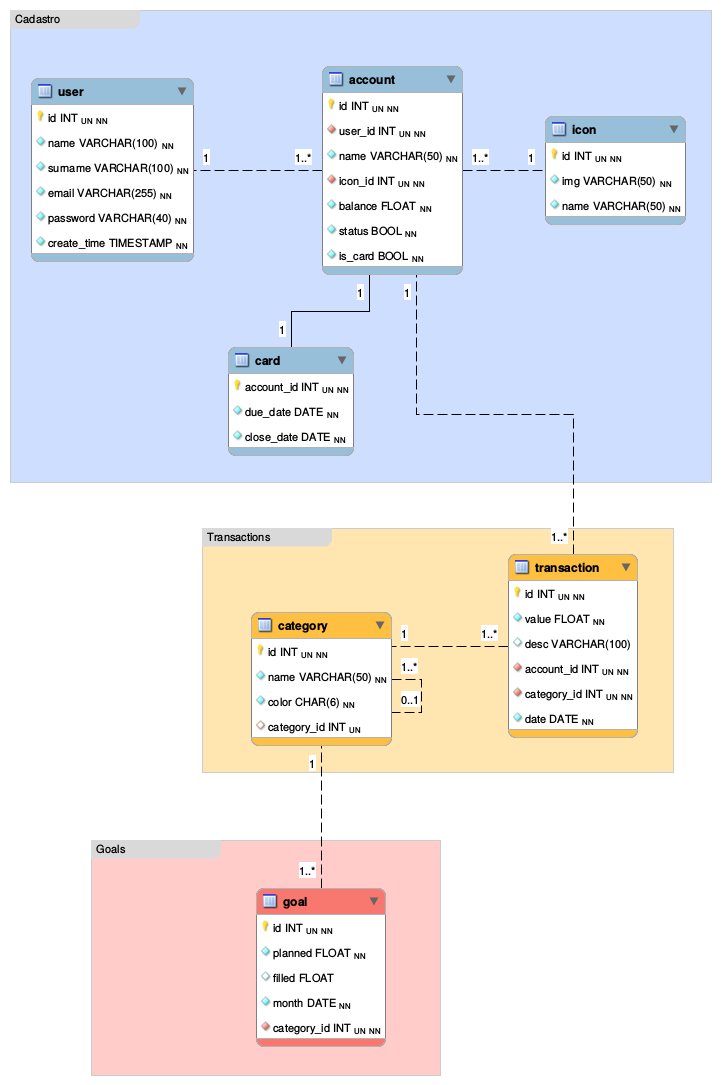 Cadastro
user
id INT UN NN
name VARCHAR(100) NN
surname VARCHAR(100) NN
email VARCHAR(255) NN
password VARCHAR(40) NN
create_time TIMESTAMP NN
1
1..*
account
id INT UN NN
user_id INT UN NN
name VARCHAR(50) NN
icon_id INT UN NN
balance FLOAT NN
status BOOL NN
is_card BOOL NN
1..*
1
icon
id INT UN NN
img VARCHAR(50) NN
name VARCHAR(50) NN
1
1
1
card
account_id INT UN NN
due_date DATE NN
close_date DATE NN
Transactions
1..*
transaction
id INT UN NN
value FLOAT NN
desc VARCHAR(100)
account_id INT UN NN
category_id INT UN NN
date DATE NN
category
id INT UN NN
name VARCHAR(50) NN
color CHAR(6) NN
category_id INT UN
1
1..*
1..*
0..1
1
Goals
1..*
goal
id INT UN NN
planned FLOAT NN
filled FLOAT
month DATE NN
category_id INT UN NN